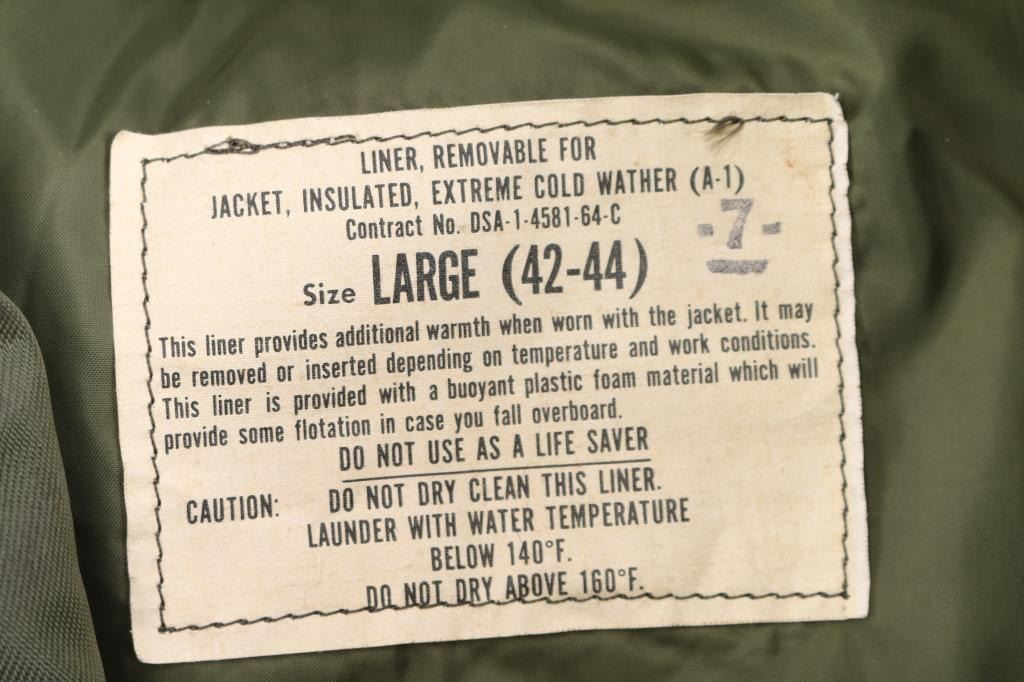 LINER, REMOVABLE FOR
JACKET, INSULATED, EXTREME COLD WATHER (A-1)
Contract No. DSA-1-4581-64-C
-7-
Size LARGE (42-44)
This liner provides additional warmth when worn with the jacket. It may
be removed or inserted depending on temperature and work conditions.
This liner is provided with a buoyant plastic foam material which will
provide some flotation in case you fall overboard.
DO NOT USE AS A LIFE SAVER
CAUTION: DO NOT DRY CLEAN THIS LINER.
LAUNDER WITH WATER TEMPERATURE
BELOW 140°F.
DO NOT DRY ABOVE 160°F.